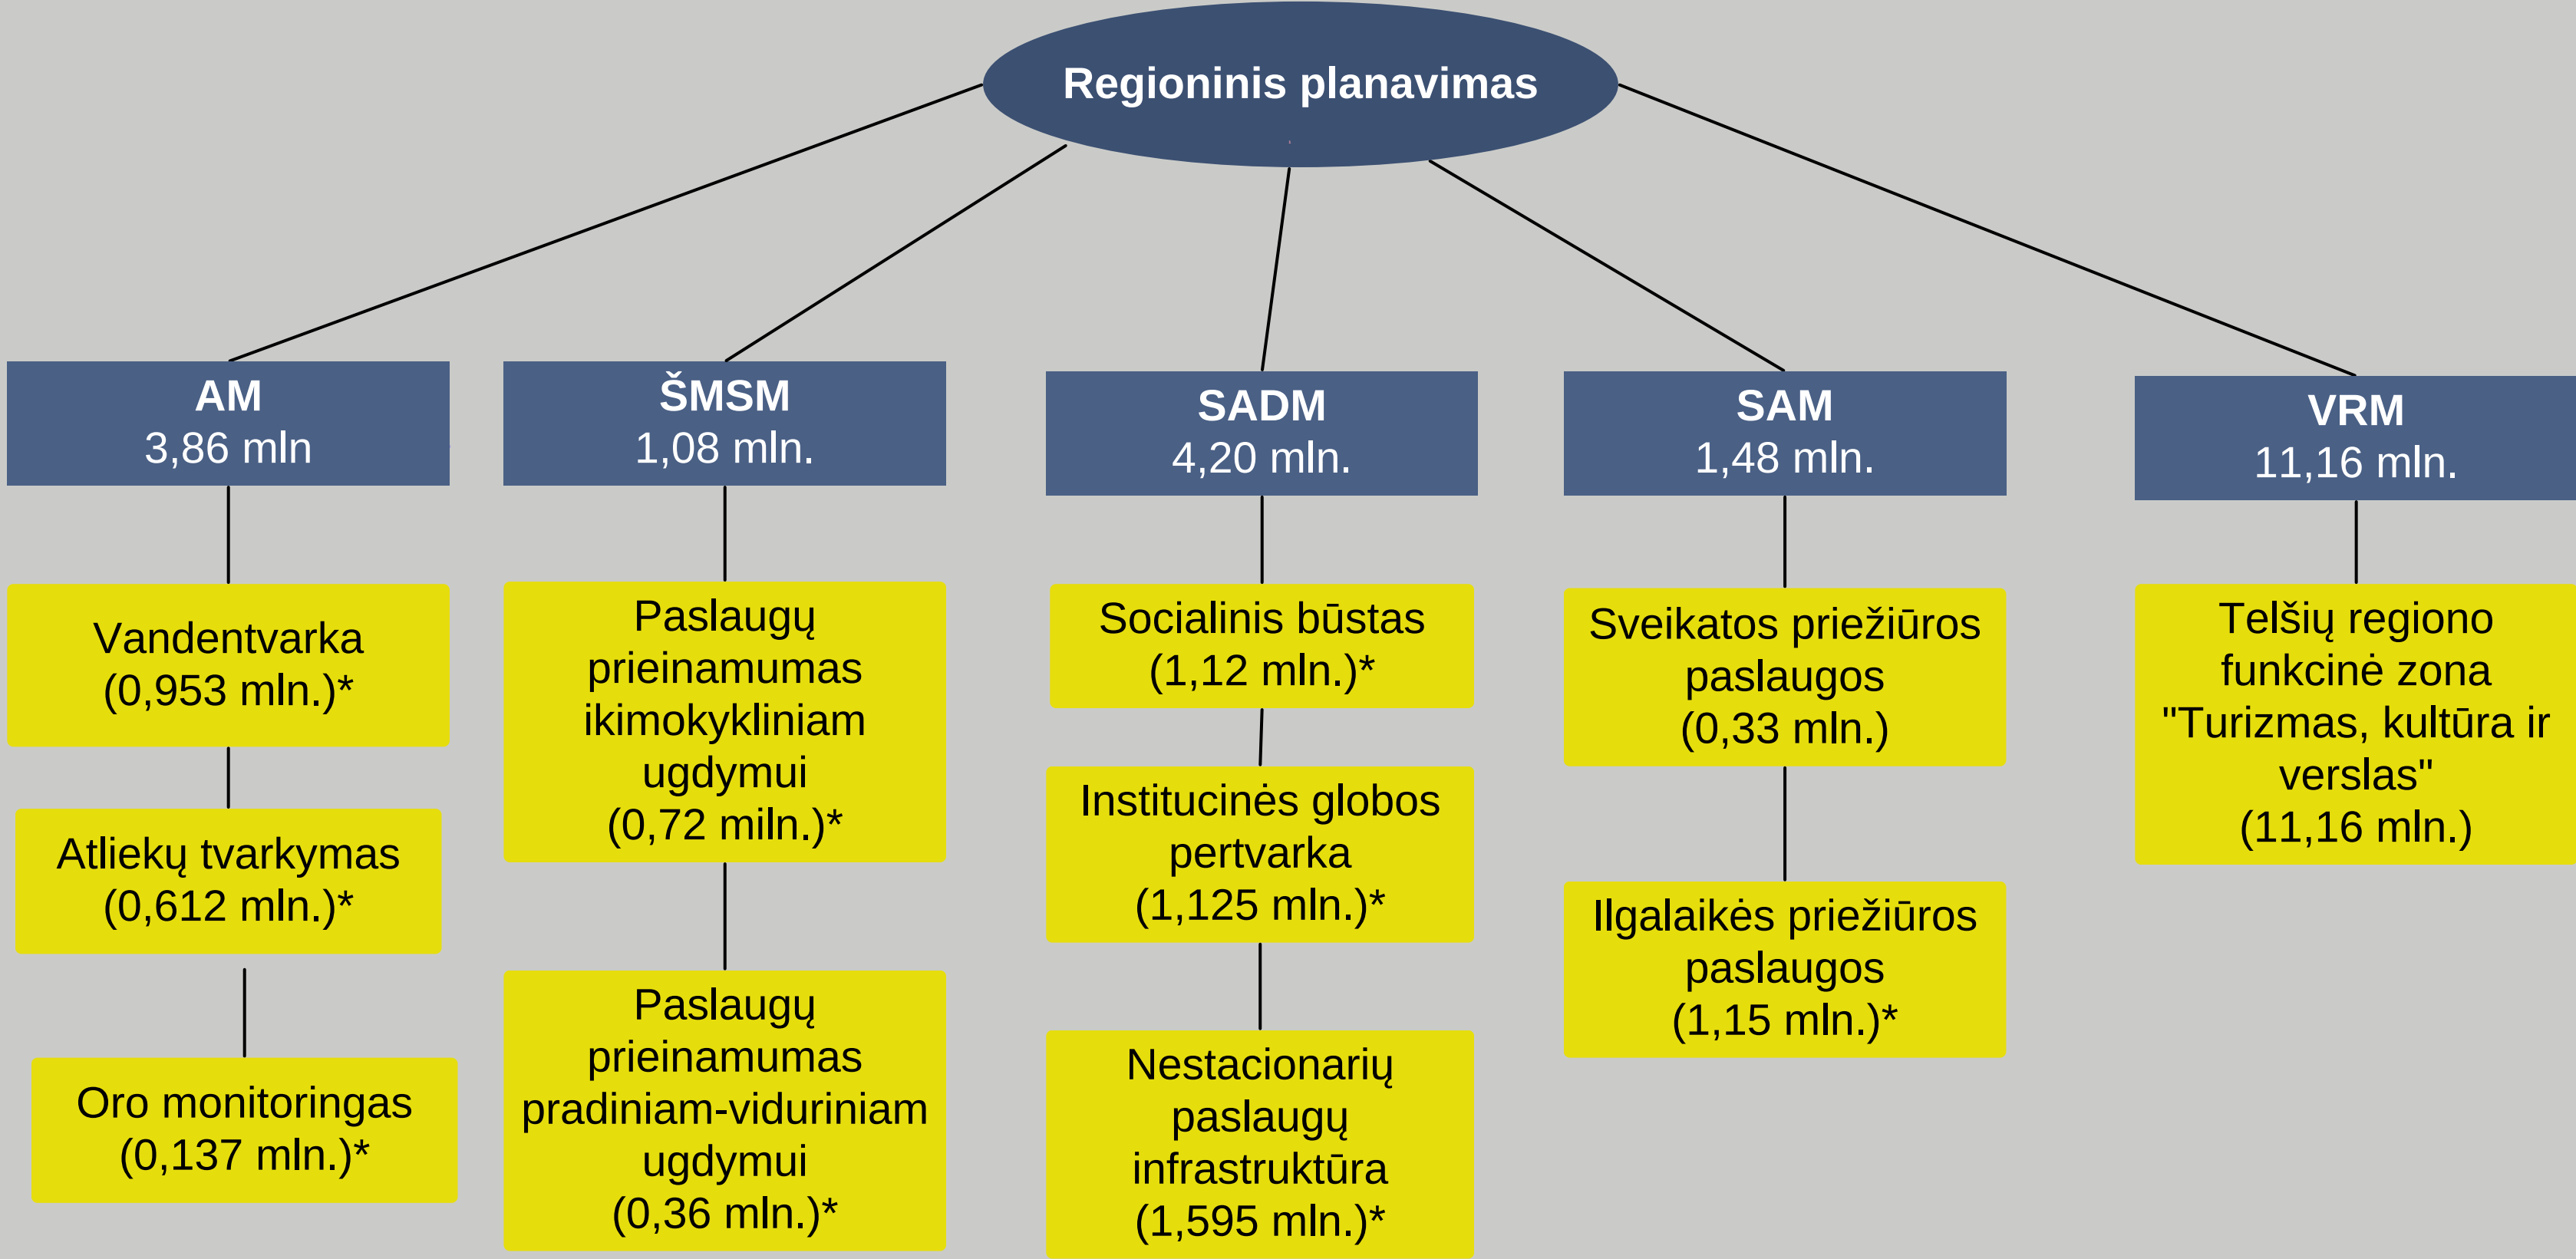 Regioninis planavimas
AM
3,86 mln
Vandentvarka
(0,953 mln.)*
Atliekų tvarkymas
(0,612 mln.)*
Oro monitoringas
(0,137 mln.)*
ŠMSM
1,08 mln.
Paslaugų
prieinamumas
ikimokykliniam
ugdymui
(0,72 miln.)*
Paslaugų
prieinamumas
pradiniam-viduriniam
ugdymui
(0,36 mln.)*
SADM
4,20 mln.
Socialinis būstas
(1,12 mln.)*
Institucinės globos
pertvarka
(1,125 mln.)*
Nestacionarių
paslaugų
infrastruktūra
(1,595 mln.)*
SAM
1,48 mln.
Sveikatos priežiūros
paslaugos
(0,33 mln.)
Ilgalaikės priežiūros
paslaugos
(1,15 mln.)*
VRM
11,16 mln.
Telšių regiono
funkcinė zona
"Turizmas, kultūra ir
verslas"
(11,16 mln.)